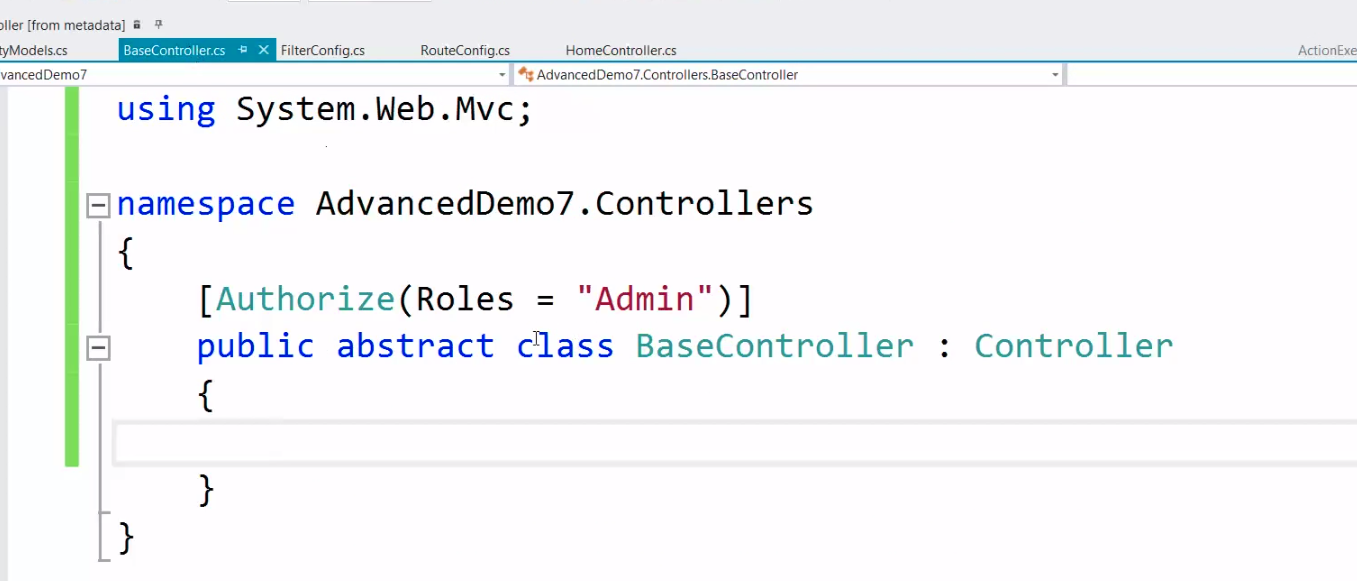 oller [from metadata]
tyModels.cs BaseController.cs FilterConfig.cs RouteConfig.cs HomeController.cs ActionExe
vancedDemo7 AdvancedDemo7.Controllers.BaseController
using System.Web.Mvc;
namespace AdvancedDemo7.Controllers
{
[Authorize(Roles = "Admin")]
public abstract class BaseController : Controller
{
}
}